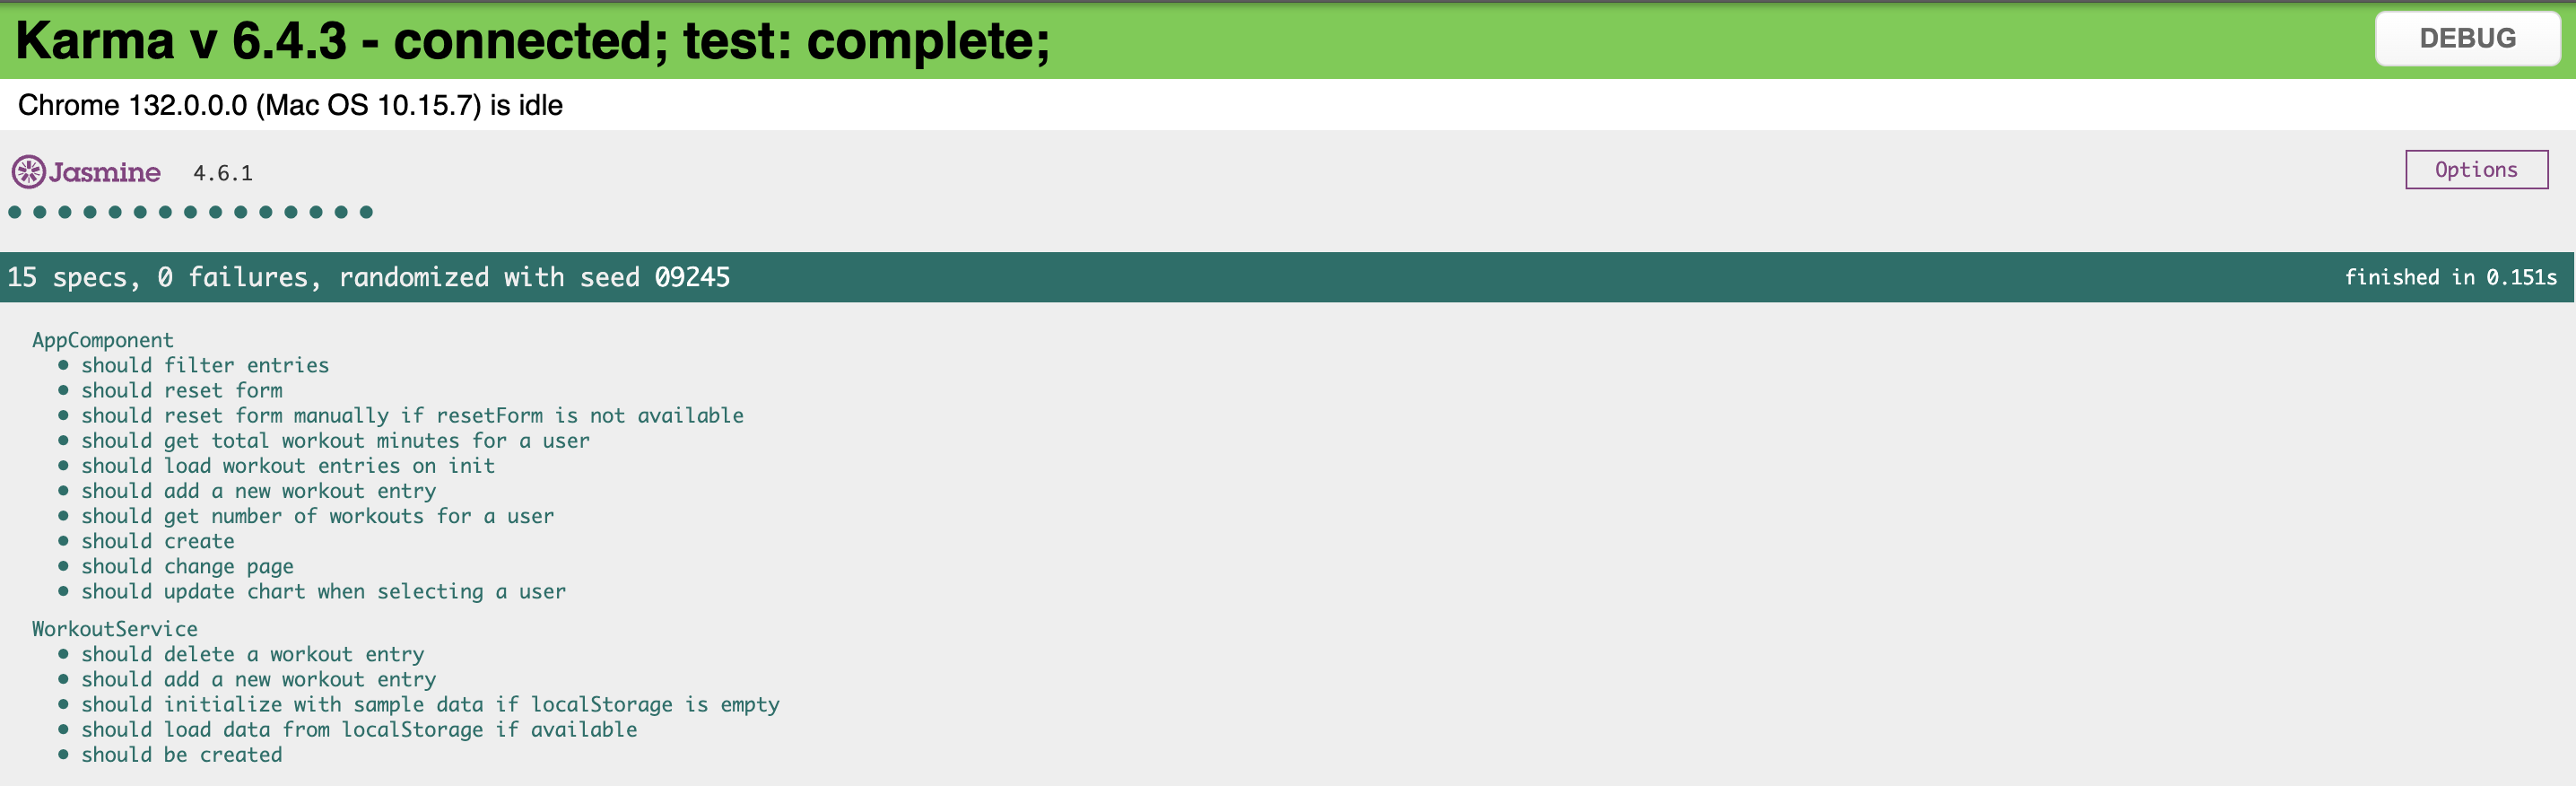 Karma v 6.4.3 - connected; test: complete;
DEBUG
Chrome 132.0.0.0 (Mac OS 10.15.7) is idle
Jasmine 4.6.1
Options
15 specs, 0 failures, randomized with seed 09245
finished in 0.151s
AppComponent
• should filter entries
• should reset form
• should reset form manually if resetForm is not available
• should get total workout minutes for a user
• should load workout entries on init
• should add a new workout entry
• should get number of workouts for a user
• should create
• should change page
• should update chart when selecting a user
WorkoutService
• should delete a workout entry
• should add a new workout entry
• should initialize with sample data if localStorage is empty
• should load data from localStorage if available
• should be created